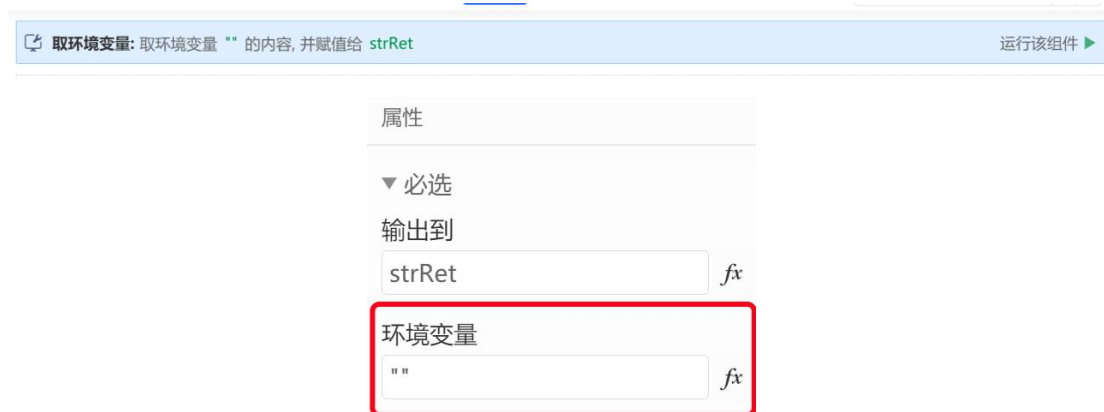 取环境变量: 取环境变量 "" 的内容, 并赋值给 strRet 运行该组件
属性
必选
输出到
strRet fx
环境变量
"" fx